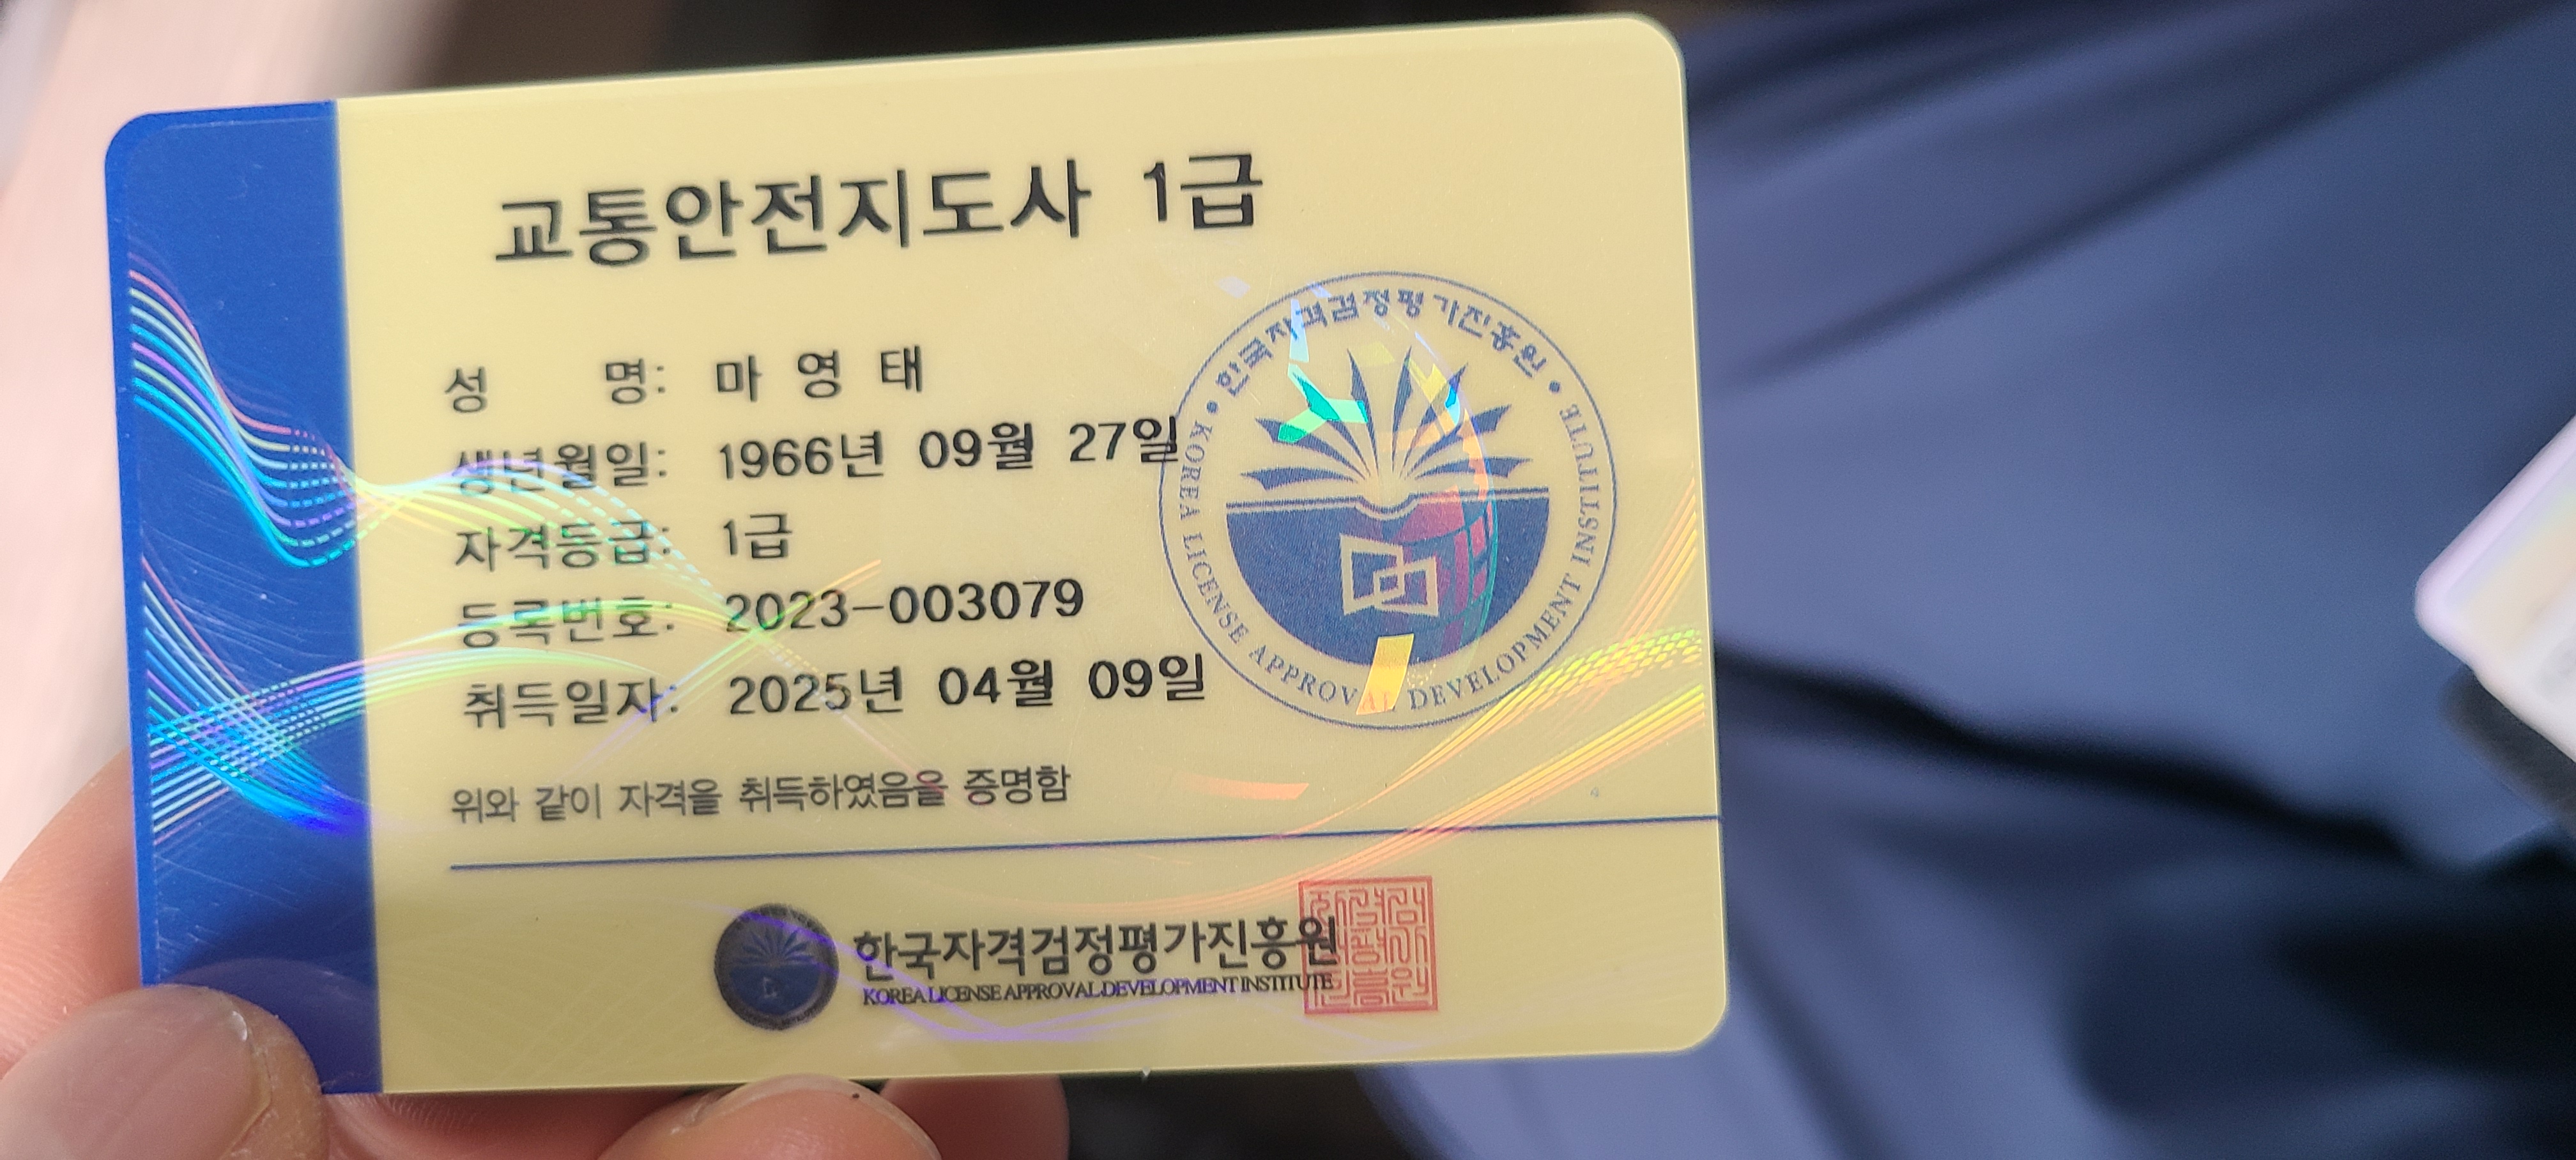 교통안전지도사 1급
성 명: 마 영 태
생년월일: 1966년 09월 27일
자격등급: 1급
등록번호: 2023-003079
취득일자: 2025년 04월 09일
한국자격검정평가진흥원
KOREA LICENSE APPROVAL DEVELOPMENT INSTITUTE
위와 같이 자격을 취득하였음을 증명함
한국자격검정평가진흥원
KOREA LICENSE APPROVAL DEVELOPMENT INSTITUTE